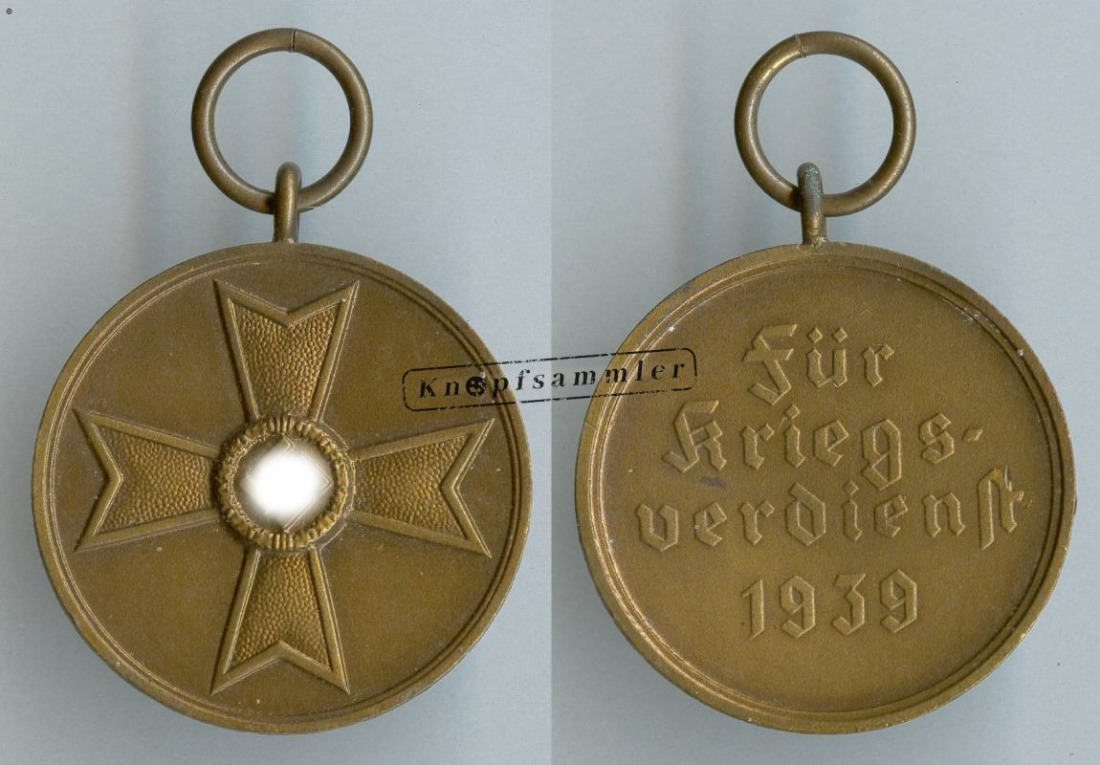 Knopfsammler
Für
Kriegs-
verdienst
1939